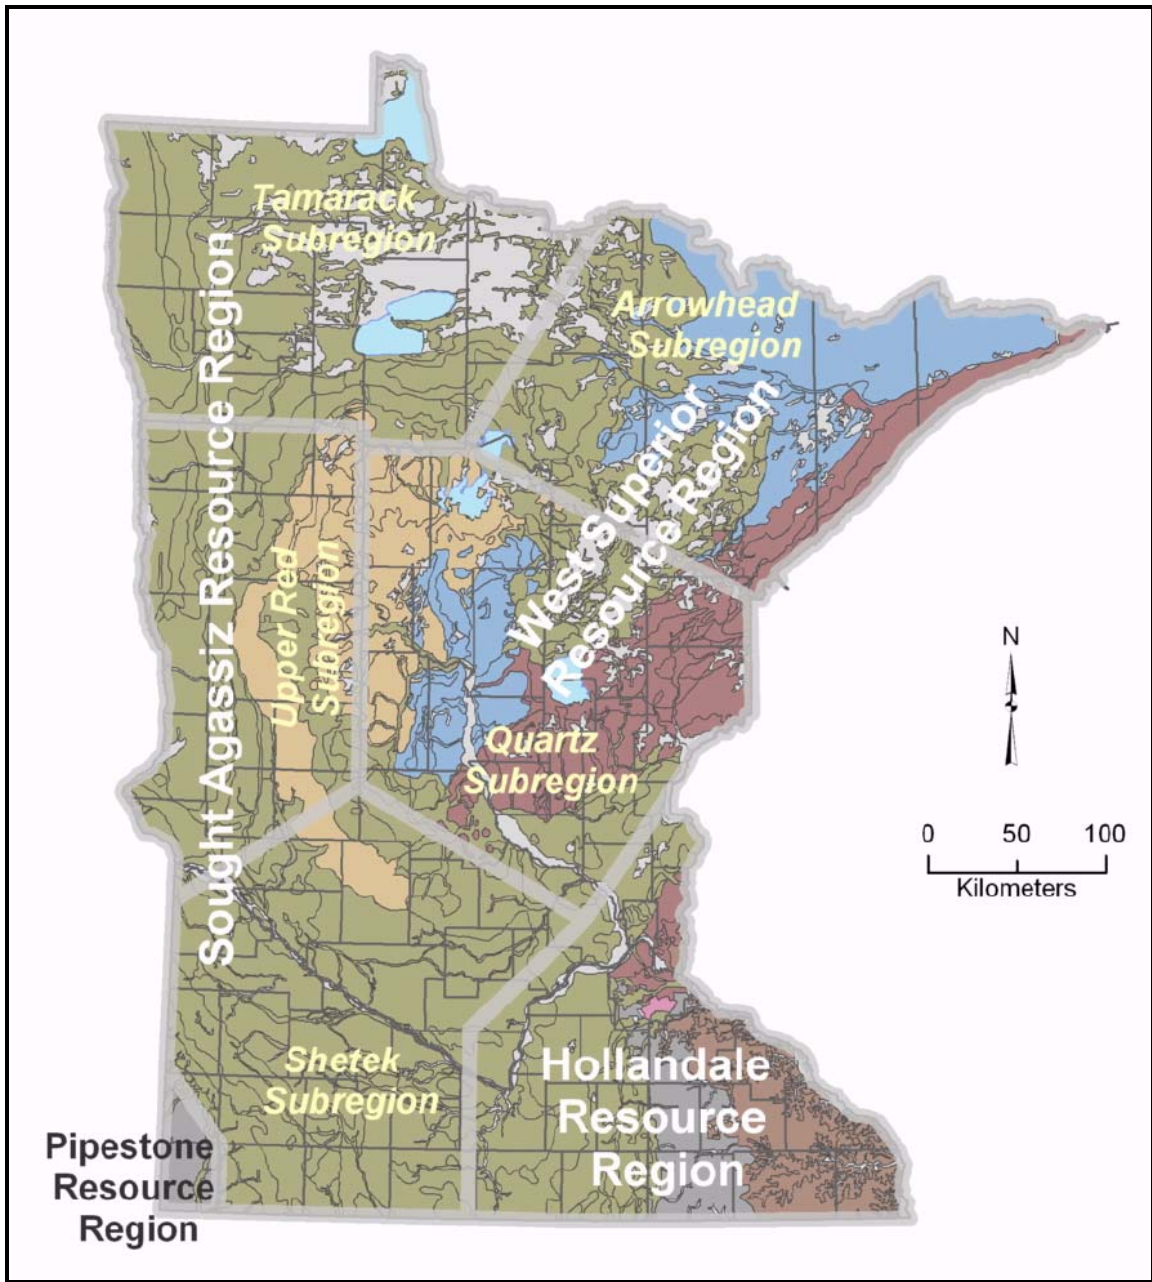 Tamarack
Subregion
Arrowhead
Subregion
Sought Agassiz Resource Region
West Superior
Resource Region
Upper Red
Subregion
Quartz
Subregion
N
0 50 100
Kilometers
Shetek
Subregion
Hollandale
Resource
Region
Pipestone
Resource
Region